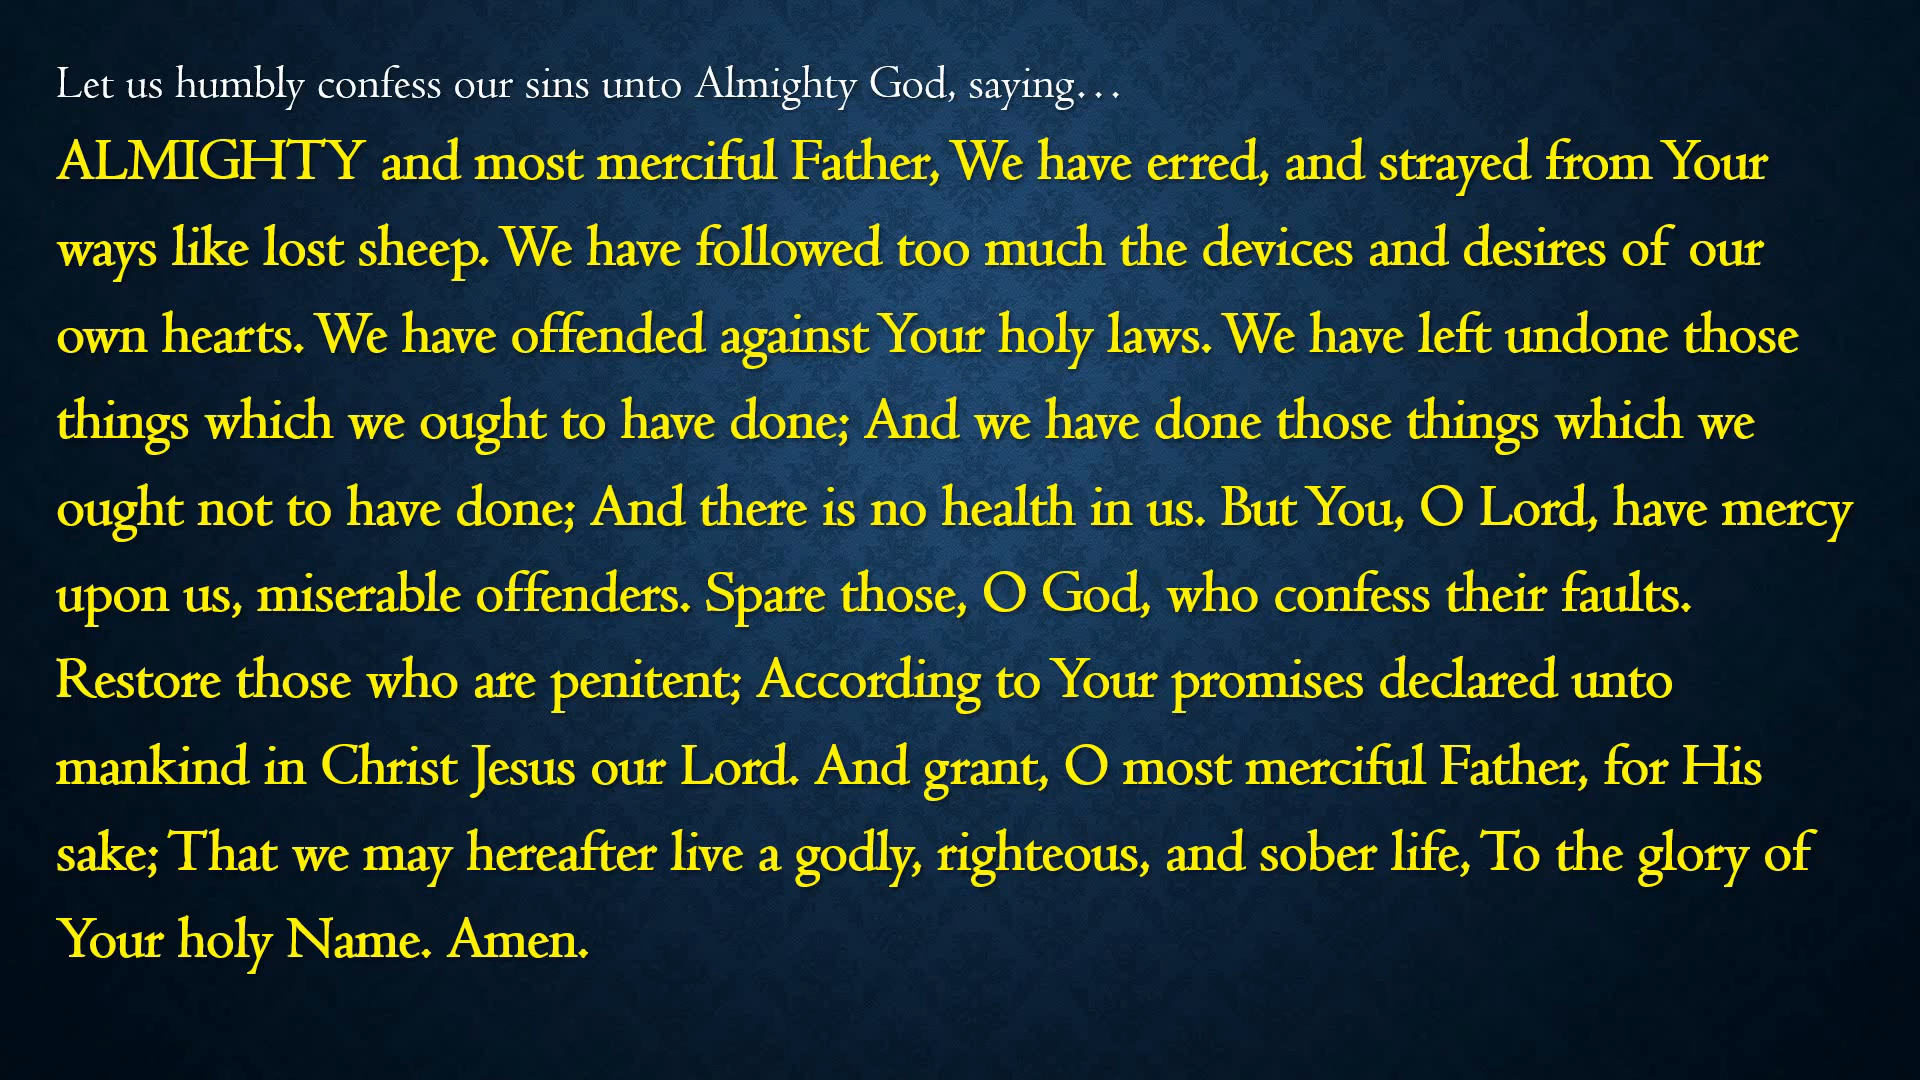 Let us humbly confess our sins unto Almighty God, saying…
ALMIGHTY and most merciful Father, We have erred, and strayed from Your
ways like lost sheep. We have followed too much the devices and desires of our
own hearts. We have offended against Your holy laws. We have left undone those
things which we ought to have done; And we have done those things which we
ought not to have done; And there is no health in us. But You, O Lord, have mercy
upon us, miserable offenders. Spare those, O God, who confess their faults.
Restore those who are penitent; According to Your promises declared unto
mankind in Christ Jesus our Lord. And grant, O most merciful Father, for His
sake; That we may hereafter live a godly, righteous, and sober life, To the glory of
Your holy Name. Amen.